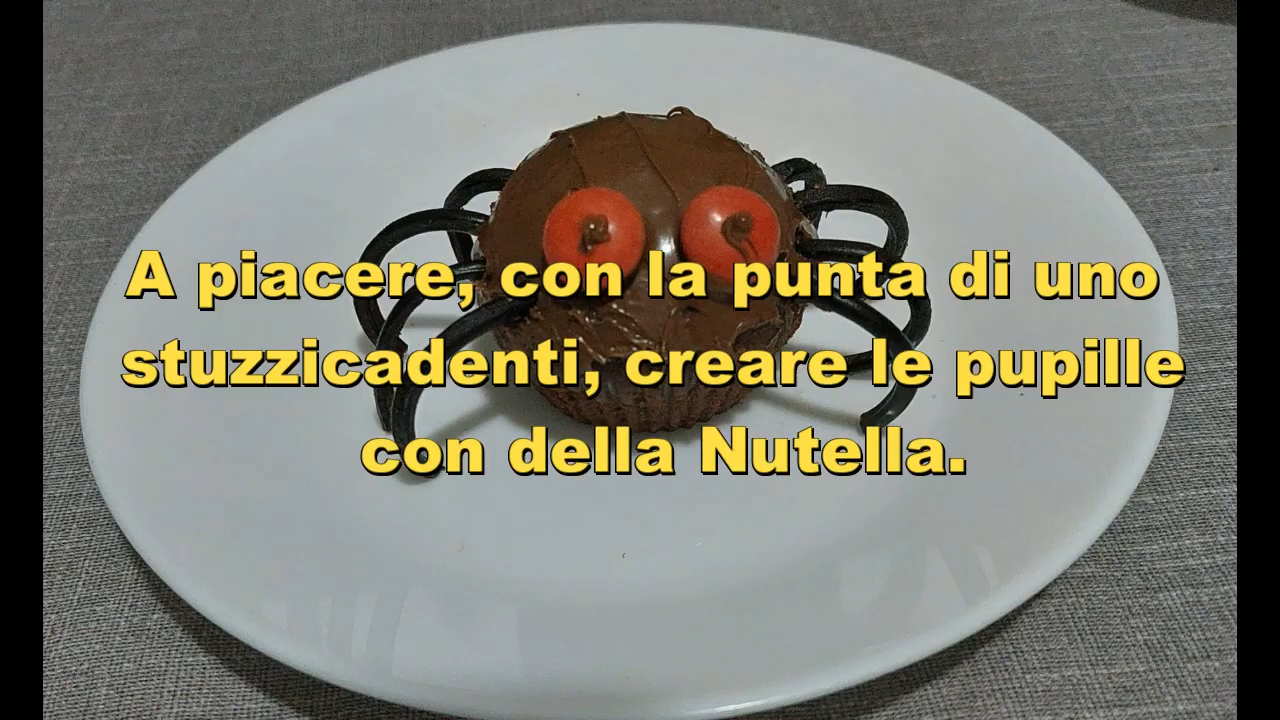 A piacere, con la punta di uno
stuzzicadenti, creare le pupille
con della Nutella.